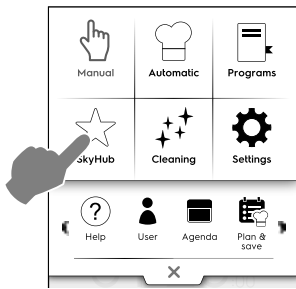 Manual Automatic Programs
SkyHub Cleaning Settings
?
Help User Agenda Plan &
save